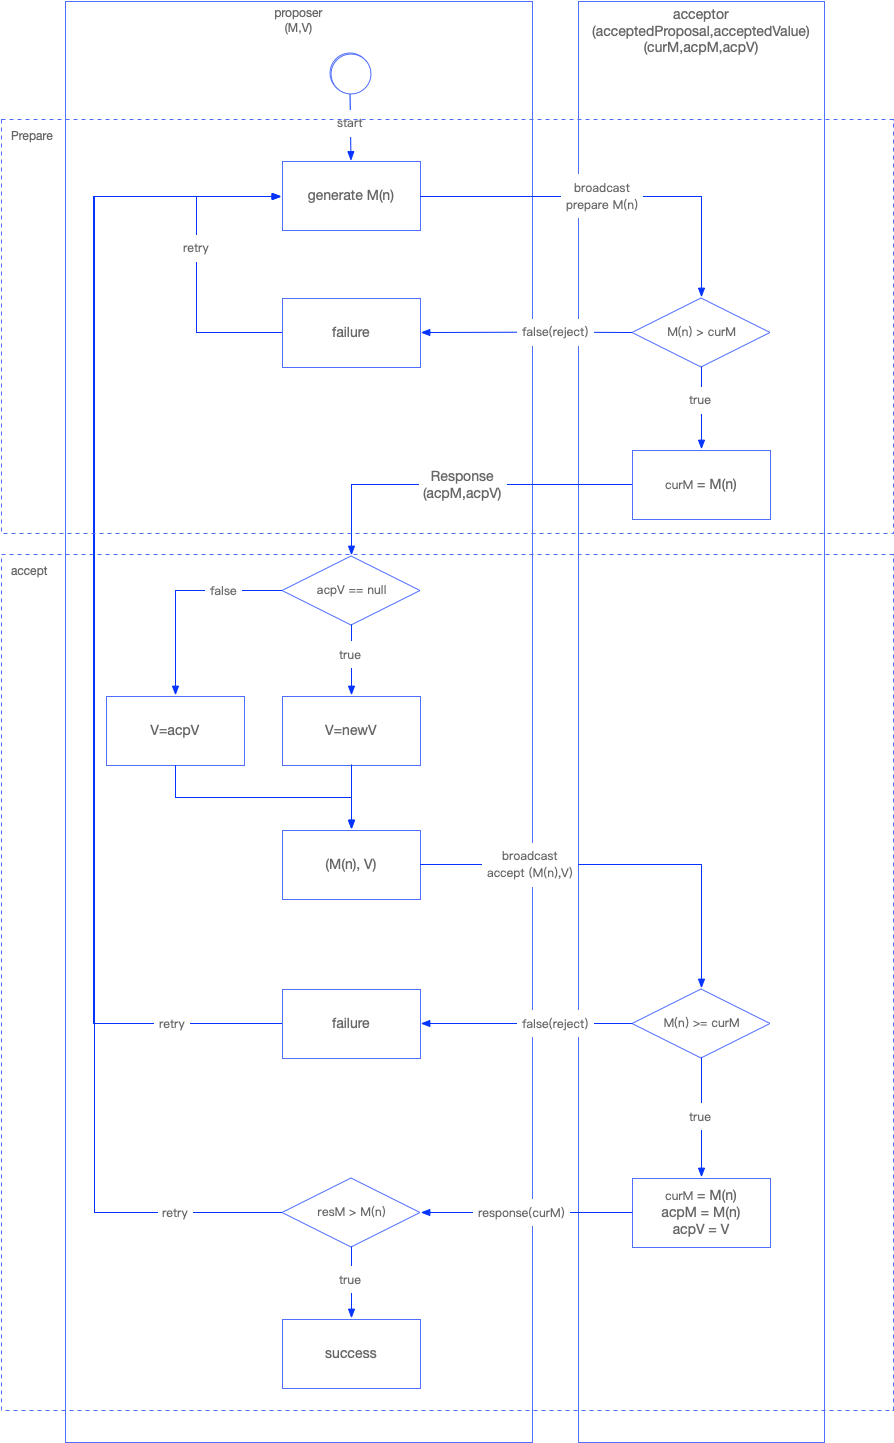 proposer
(M,V)
acceptor
(acceptedProposal,acceptedValue)
(curM,acpM,acpV)
start
Prepare
generate M(n)
broadcast
prepare M(n)
retry
failure
false(reject)
M(n) > curM
true
curM = M(n)
Response
(acpM,acpV)
accept
false
acpV == null
true
V=acpV
V=newV
(M(n), V)
broadcast
accept (M(n),V)
retry
failure
false(reject)
M(n) >= curM
true
curM = M(n)
acpM = M(n)
acpV = V
retry
resM > M(n)
response(curM)
true
success